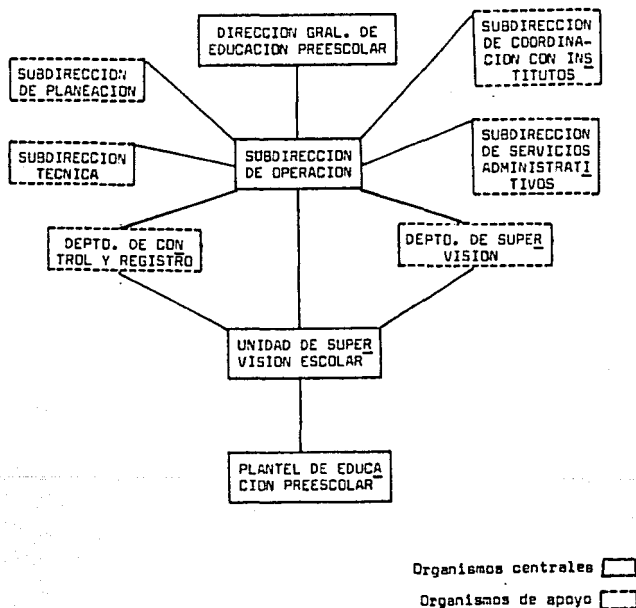 DIRECCION GRAL. DE
EDUCACION PREESCOLAR
SUBDIRECCION
DE COORDINA-
CION CON INS
TITUTOS
SUBDIRECCION
DE PLANEACION
SUBDIRECCION
TECNICA
SUBDIRECCION
DE OPERACION
SUBDIRECCION
DE SERVICIOS
ADMINISTRATI
TIVOS
DEPTO. DE CON
TROL Y REGISTRO
DEPTO. DE SUPER
VISION
UNIDAD DE SUPER
VISION ESCOLAR
PLANTEL DE EDUCA
CION PREESCOLAR
Organismos centrales
Organismos de apoyo